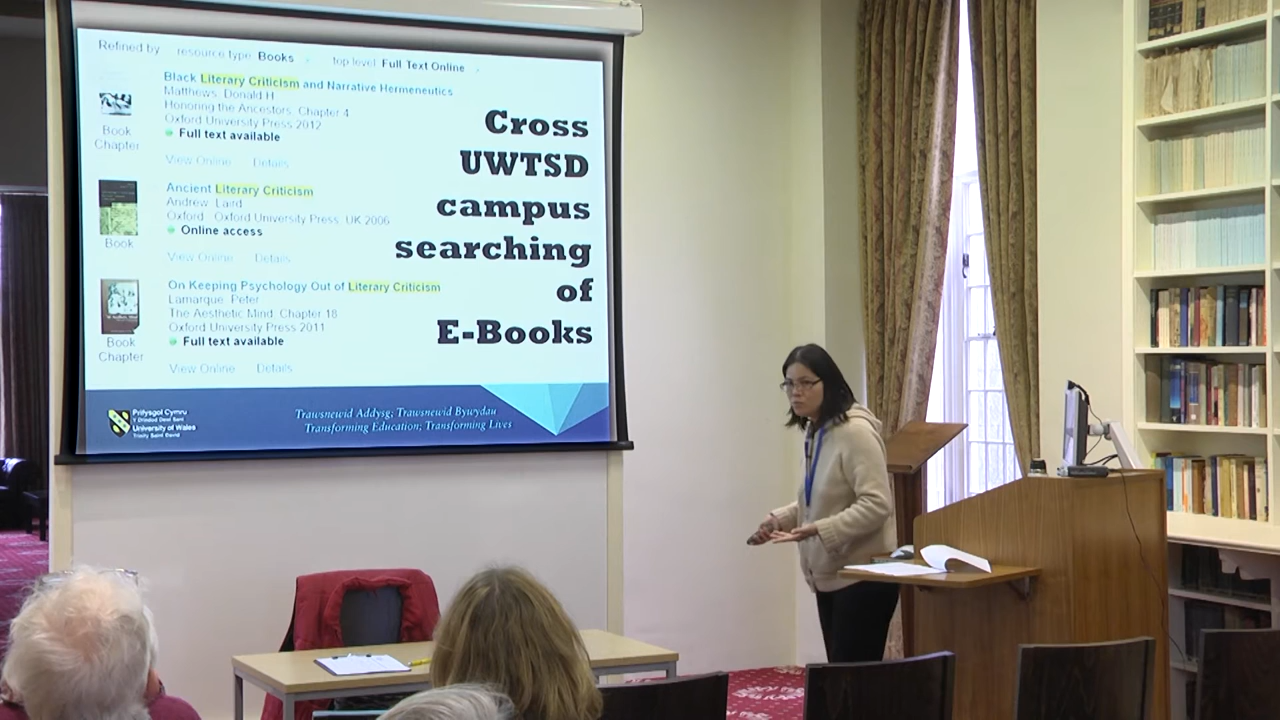 Refined by resource type: Books top level: Full Text Online
Black Literary Criticism and Narrative Hermeneutics
Matthews, Donald H
Honoring the Ancestors, Chapter 4
Oxford University Press 2012
Full text available
Book
Chapter
View Online Details
Ancient Literary Criticism
Andrew. Laird
Oxford : Oxford University Press, UK 2006
Online access
Book
View Online Details
On Keeping Psychology Out of Literary Criticism
Lamarque, Peter
The Aesthetic Mind, Chapter 18
Oxford University Press 2011
Full text available
Book
Chapter
View Online Details
Cross
UWTSD
campus
searching
of
E-Books
Prifysgol Cymru
Y Drindod Dewi Sant
University of Wales
Trinity Saint David
Trawsnewid Addysg; Trawsnewid Bywydau
Transforming Education; Transforming Lives